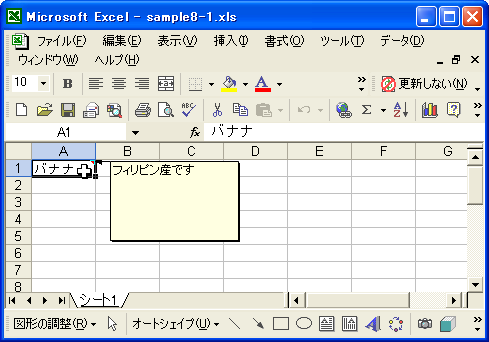 Microsoft Excel - sample8-1.xls
ファイル(F) 編集(E) 表示(V) 挿入(I) 書式(O) ツール(T) データ(D)
ウィンドウ(W) ヘルプ(H)
10 B A 更新しない(N)
ABC Σ A Z ?
A1 fx バナナ
A B C D E F G
1 バナナ フィリピン産です
2
3
4
5
6
7
8
シート1
図形の調整(R) オートシェイプ(U) A